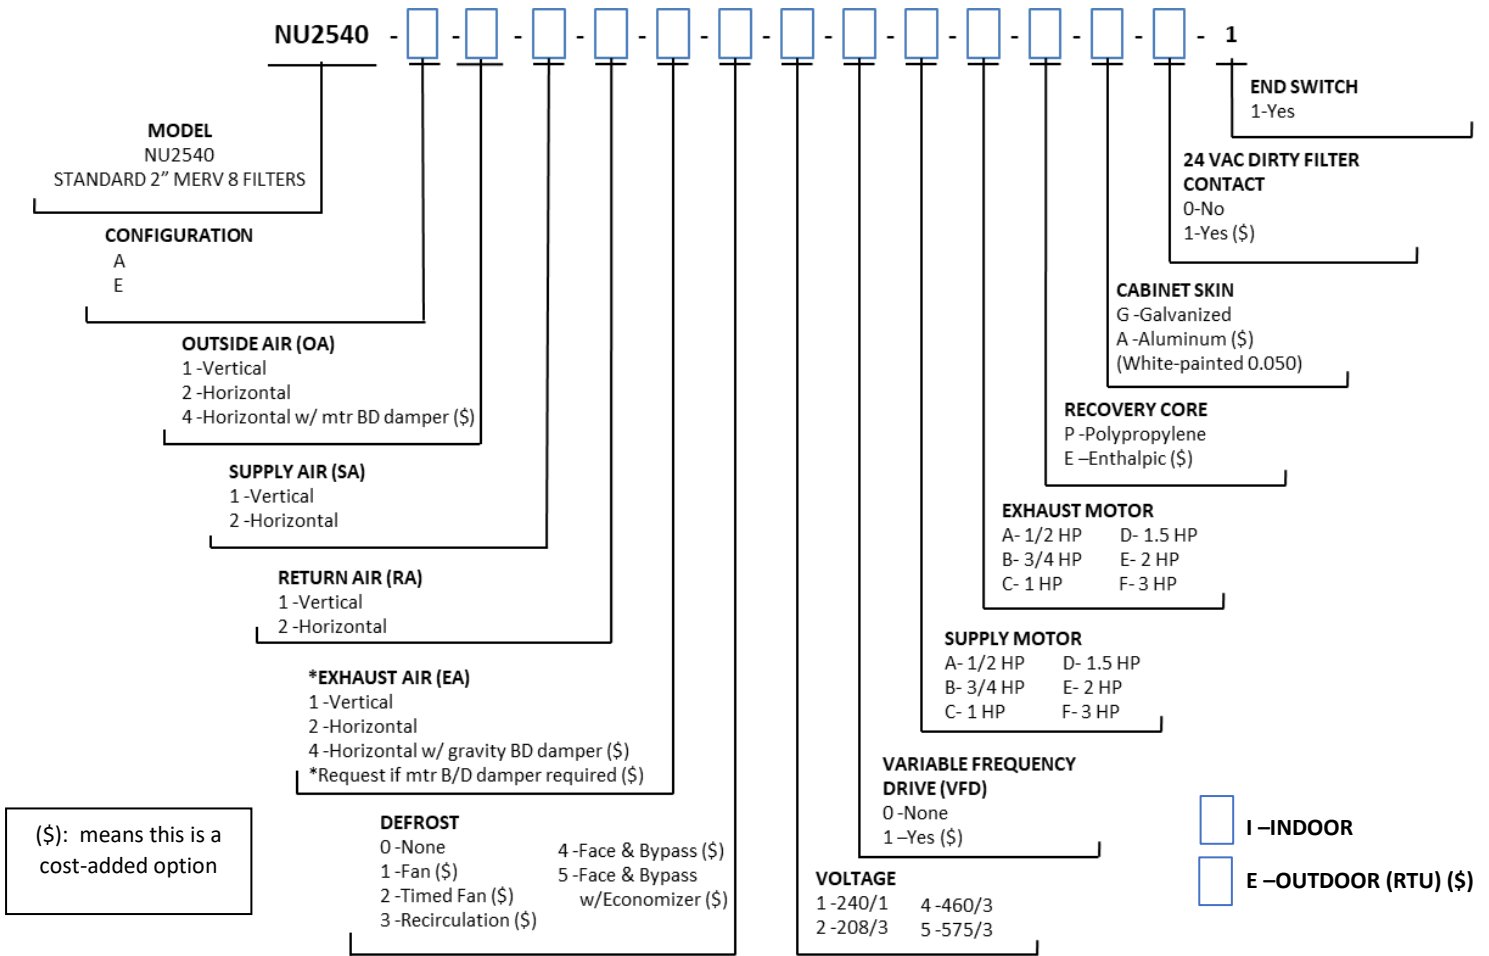 NU2540 - - - - - - - - - - - - - - 1
MODEL
NU2540
STANDARD 2” MERV 8 FILTERS
CONFIGURATION
A
E
OUTSIDE AIR (OA)
1 -Vertical
2 -Horizontal
4 -Horizontal w/ mtr BD damper ($)
SUPPLY AIR (SA)
1 -Vertical
2 -Horizontal
RETURN AIR (RA)
1 -Vertical
2 -Horizontal
*EXHAUST AIR (EA)
1 -Vertical
2 -Horizontal
4 -Horizontal w/ gravity BD damper ($)
*Request if mtr B/D damper required ($)
DEFROST
0 -None
1 -Fan ($)
2 -Timed Fan ($)
3 -Recirculation ($)
4 -Face & Bypass ($)
5 -Face & Bypass
w/Economizer ($)
END SWITCH
1-Yes
24 VAC DIRTY FILTER
CONTACT
0-No
1-Yes ($)
CABINET SKIN
G -Galvanized
A -Aluminum ($)
(White-painted 0.050)
RECOVERY CORE
P -Polypropylene
E –Enthalpic ($)
EXHAUST MOTOR
A- 1/2 HP D- 1.5 HP
B- 3/4 HP E- 2 HP
C- 1 HP F- 3 HP
SUPPLY MOTOR
A- 1/2 HP D- 1.5 HP
B- 3/4 HP E- 2 HP
C- 1 HP F- 3 HP
VARIABLE FREQUENCY
DRIVE (VFD)
0 -None
1 –Yes ($)
VOLTAGE
1 -240/1 4 -460/3
2 -208/3 5 -575/3
($): means this is a
cost-added option
I –INDOOR
E –OUTDOOR (RTU) ($)